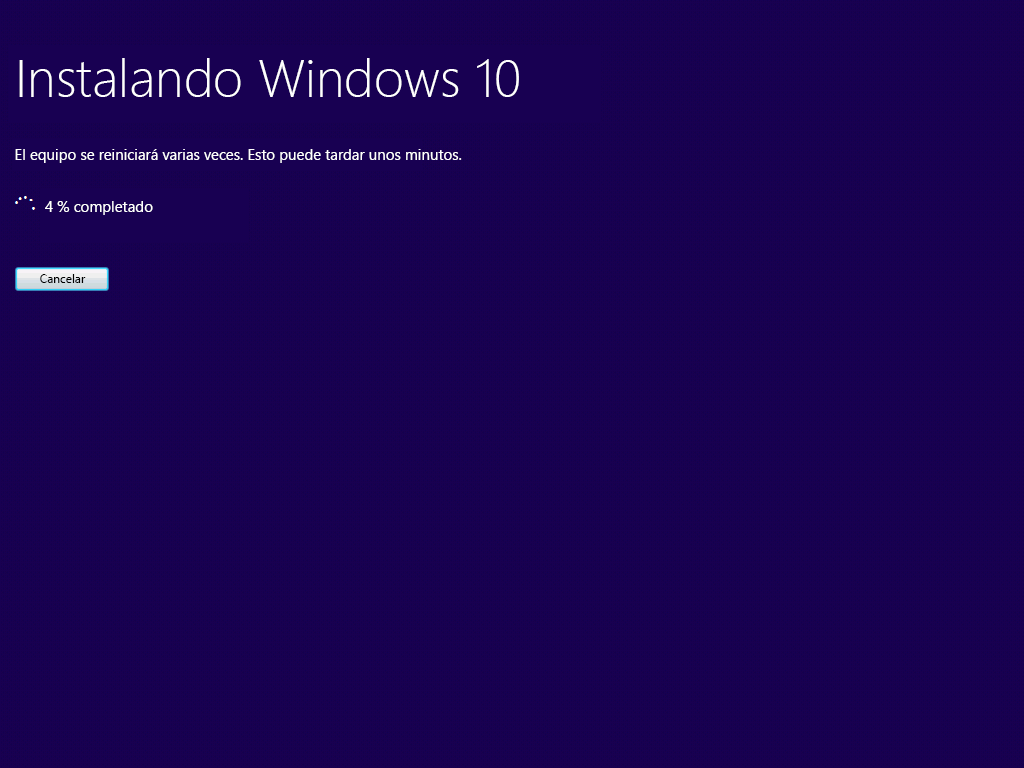 Instalando Windows 10
El equipo se reiniciará varias veces. Esto puede tardar unos minutos.
4 % completado
Cancelar